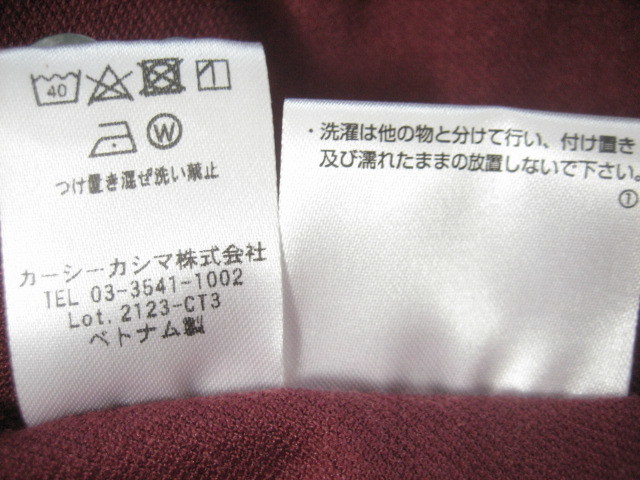 40
W
つけ置き混ぜ洗い禁止
カーシーカシマ株式会社
TEL 03-3541-1002
Lot. 2123-CT3
ベトナム製
・洗濯は他の物と分けて行い、付け置き
及び濡れたままの放置しないで下さい。
①